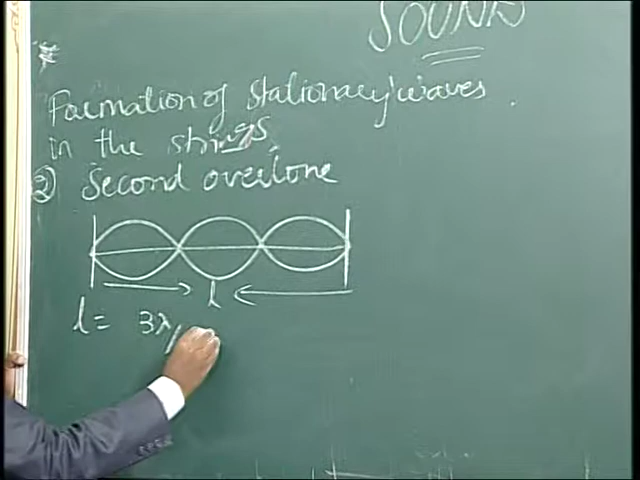 SOUND
Formation of Stationary waves
in the strings.
② Second overtone
l
l = 3λ/